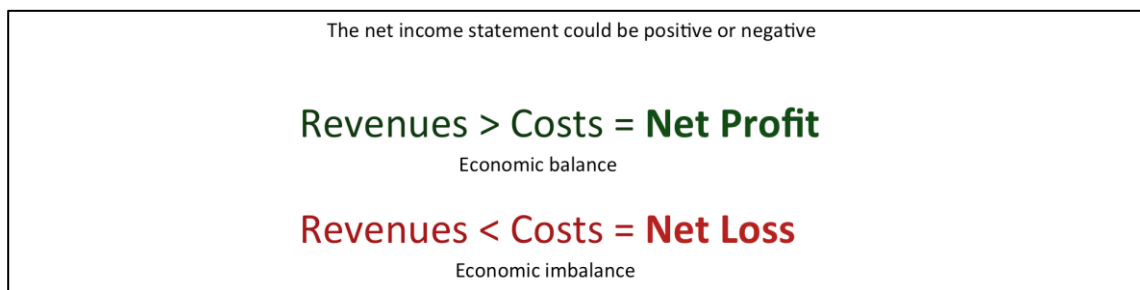 The net income statement could be positive or negative
Revenues > Costs = Net Profit
Economic balance
Revenues < Costs = Net Loss
Economic imbalance